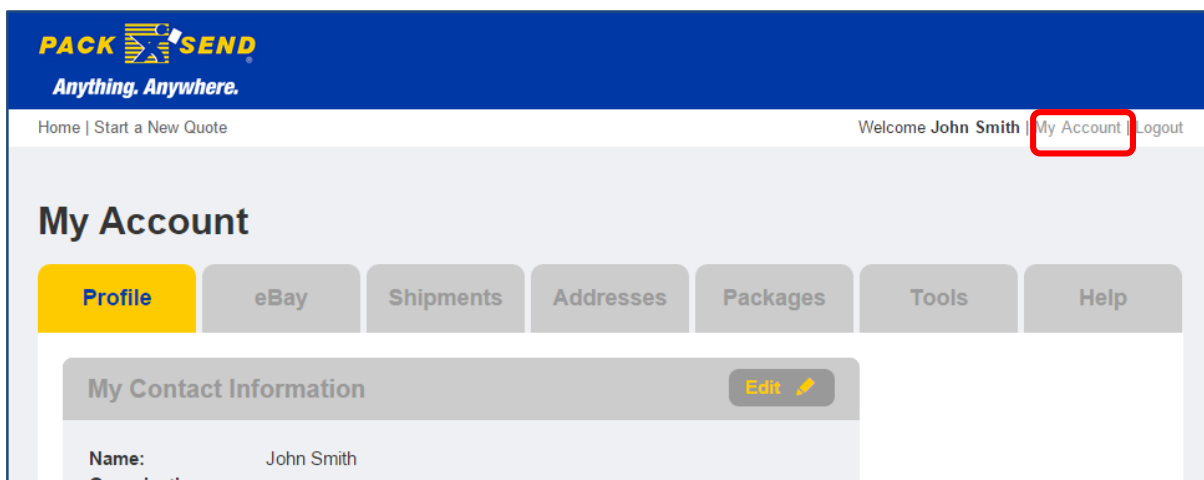 PACK SEND
Anything. Anywhere.
Home | Start a New Quote
Welcome John Smith | My Account | Logout
My Account
Profile
eBay
Shipments
Addresses
Packages
Tools
Help
My Contact Information
Edit
Name:
John Smith